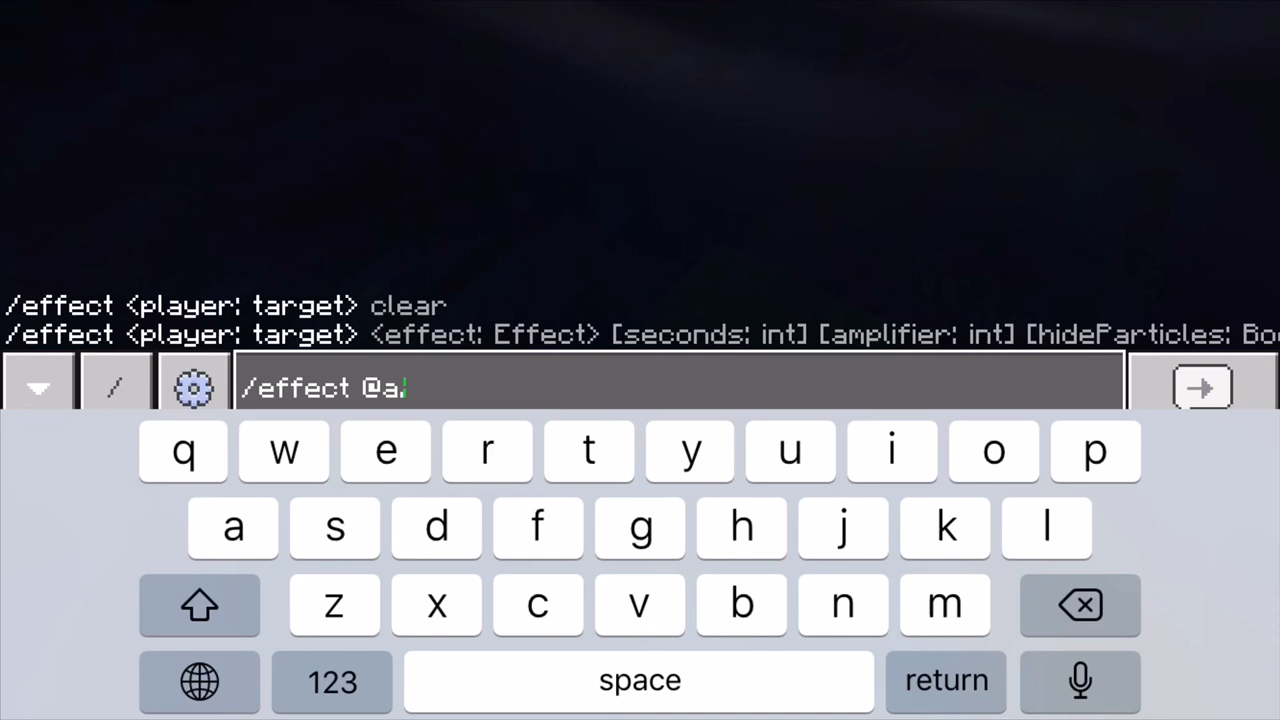 /effect <player: target> clear
/effect <player: target> <effect: Effect> [seconds: int] [amplifier: int] [hideParticles: Bo
/
/effect @a.
q w e r t y u i o p
a s d f g h j k l
z x c v b n m
123 space return